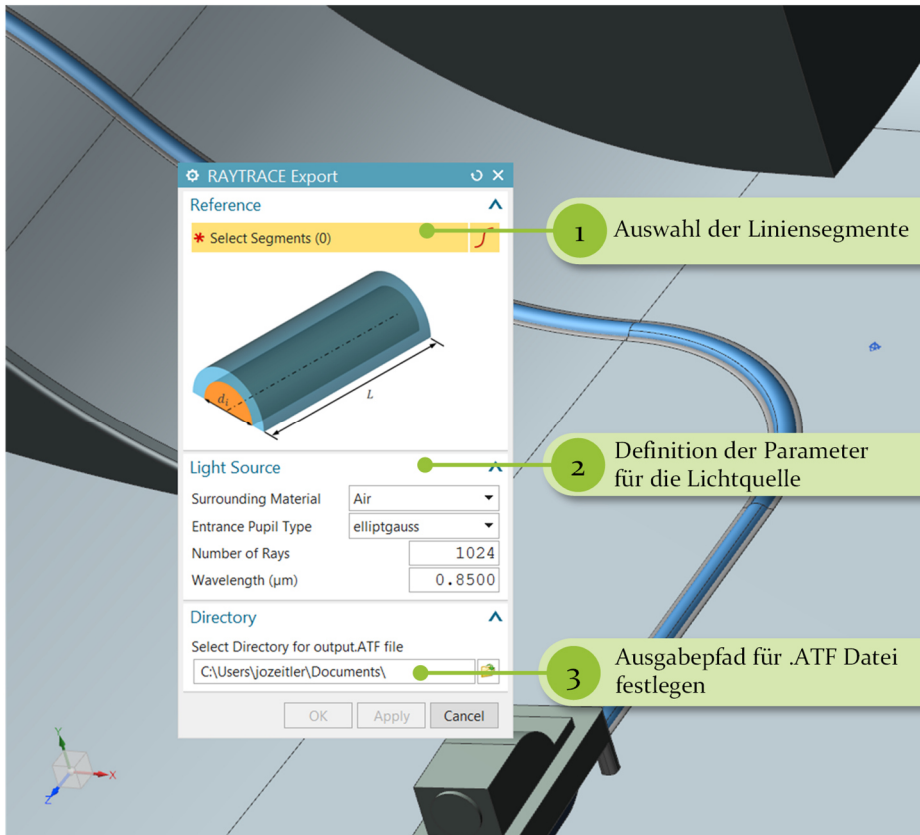 RAYTRACE Export
Reference
* Select Segments (0)
dᵢ
L
Light Source
Surrounding Material Air
Entrance Pupil Type elliptgauss
Number of Rays 1024
Wavelength (µm) 0.8500
Directory
Select Directory for output.ATF file
C:\Users\jozeitler\Documents\
OK Apply Cancel
1 Auswahl der Liniensegmente
2 Definition der Parameter
für die Lichtquelle
3 Ausgabepfad für .ATF Datei
festlegen
Y
X
Z